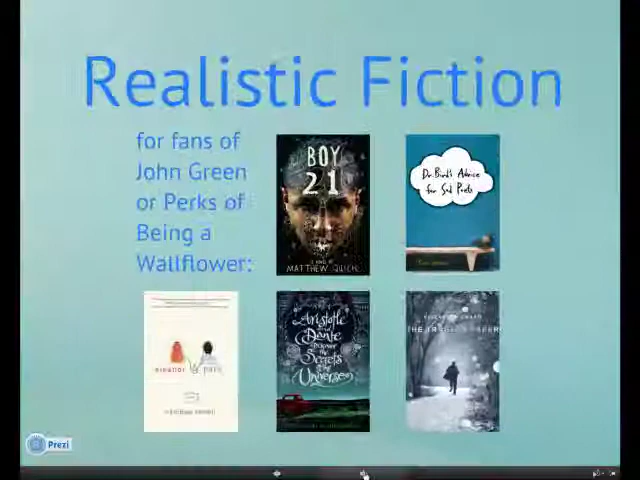 Realistic Fiction
for fans of
John Green
or Perks of
Being a
Wallflower:
BOY
21
MATTHEW QUICK
Dr. Bird's Advice
for Sad Poets
eleanor & park
Aristotle
and
Dante
Discover
the
Secrets
of the
Universe
Prezi